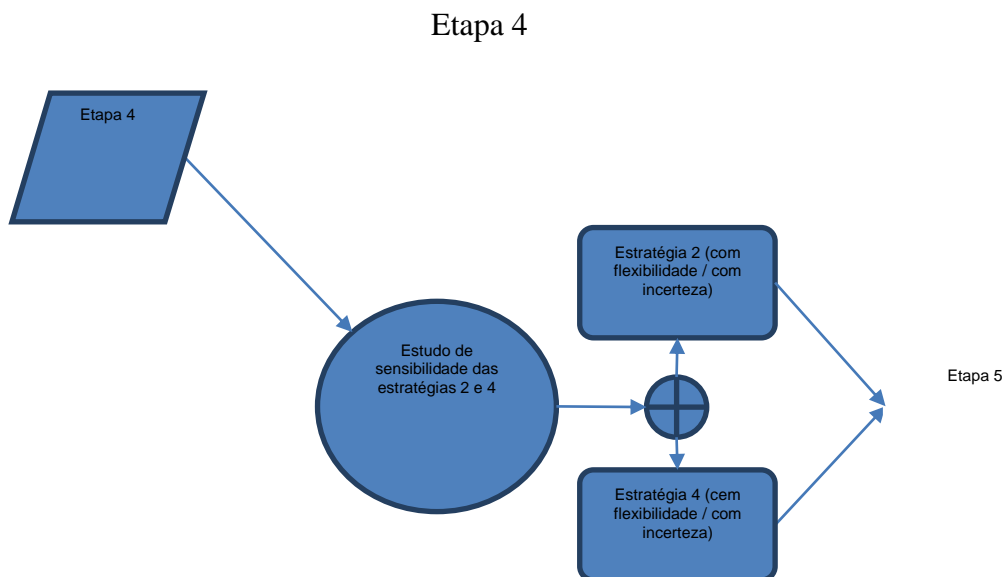 Etapa 4
Etapa 4
Estratégia 2 (com
flexibilidade / com
incerteza)
Estudo de
sensibilidade das
estratégias 2 e 4
Etapa 5
Estratégia 4 (cem
flexibilidade / com
incerteza)